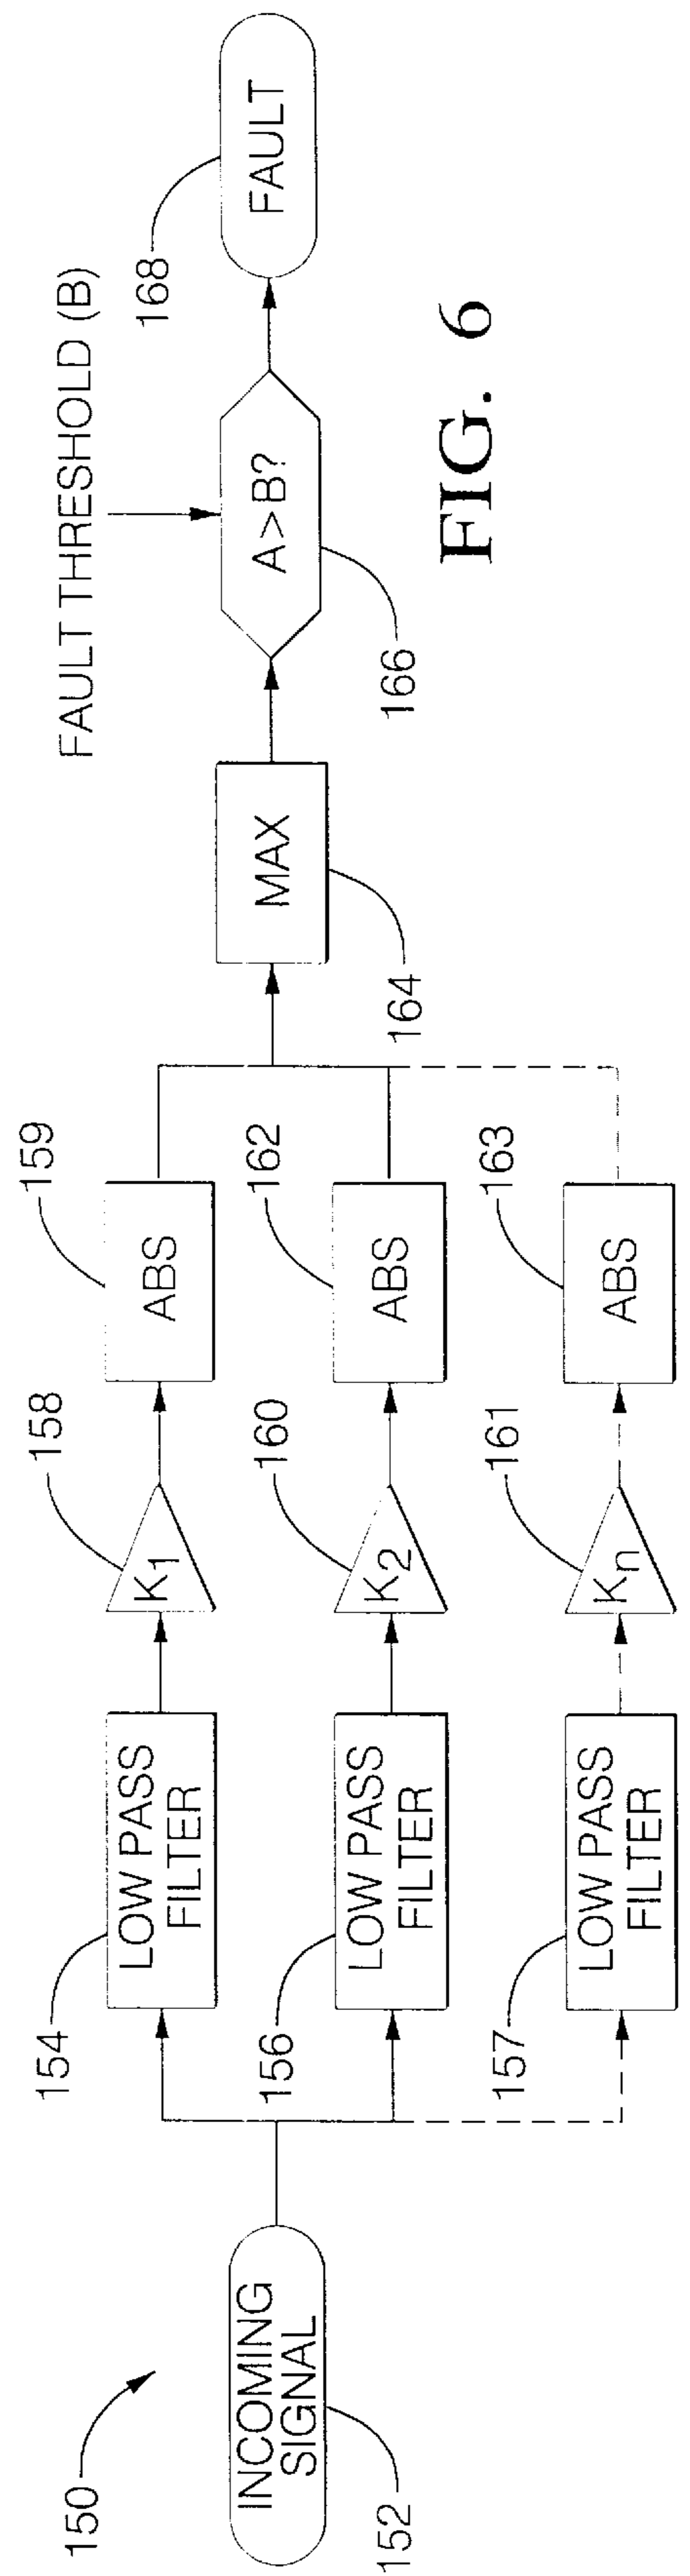 150
INCOMING
SIGNAL
152
154
LOW PASS
FILTER
158
K1
159
ABS
156
LOW PASS
FILTER
160
K2
162
ABS
157
LOW PASS
FILTER
161
Kn
163
ABS
MAX
164
FAULT THRESHOLD (B)
A>B?
166
168
FAULT
FIG. 6